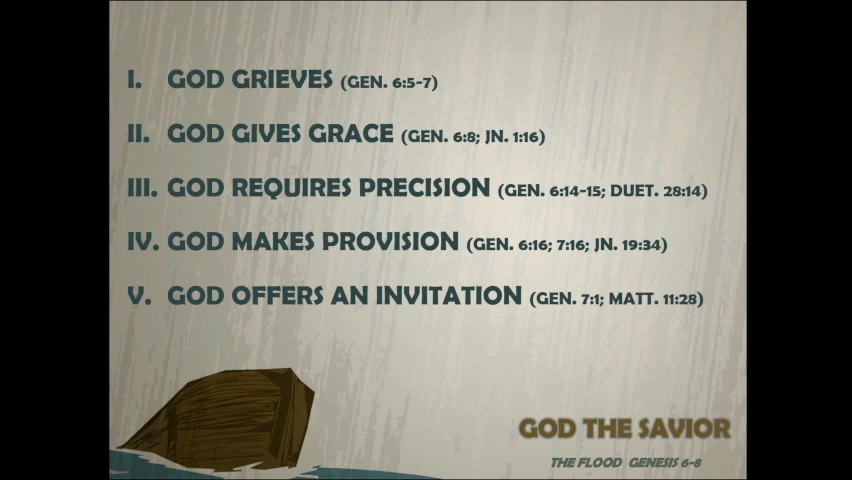 I. GOD GRIEVES (GEN. 6:5-7)
II. GOD GIVES GRACE (GEN. 6:8; JN. 1:16)
III. GOD REQUIRES PRECISION (GEN. 6:14-15; DUET. 28:14)
IV. GOD MAKES PROVISION (GEN. 6:16; 7:16; JN. 19:34)
V. GOD OFFERS AN INVITATION (GEN. 7:1; MATT. 11:28)
GOD THE SAVIOR
THE FLOOD GENESIS 6-8